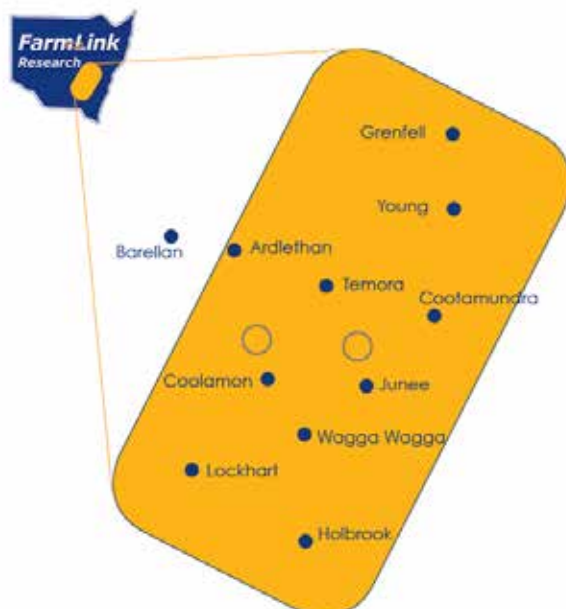 FarmLink
Research
Grenfell
Young
Barellan
Ardlethan
Temora
Cootamundra
Coolamon
Junee
Wagga Wagga
Lockhart
Holbrook